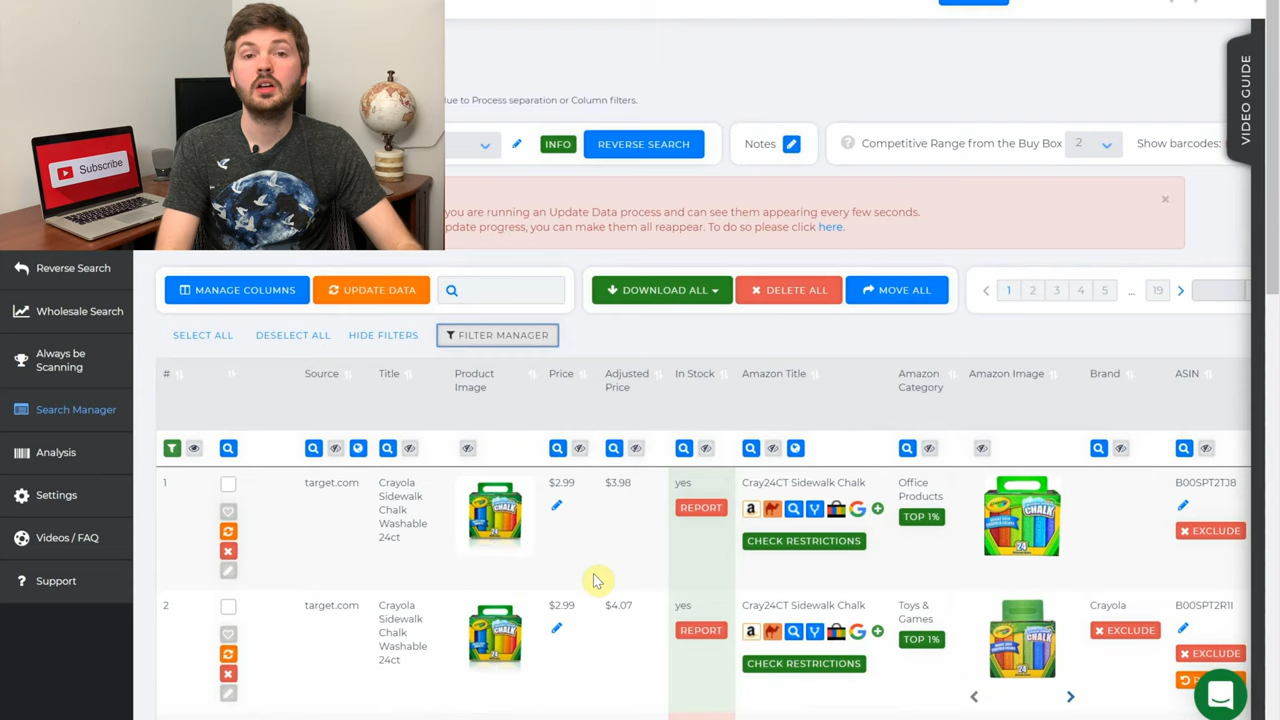 Subscribe
ue to Process separation or Column filters.
INFO
REVERSE SEARCH
Notes
Competitive Range from the Buy Box
2
Show barcodes:
VIDEO GUIDE
you are running an Update Data process and can see them appearing every few seconds.
pdate progress, you can make them all reappear. To do so please click here.
Reverse Search
Wholesale Search
Always be
Scanning
Search Manager
Analysis
Settings
Videos / FAQ
Support
MANAGE COLUMNS
UPDATE DATA
DOWNLOAD ALL
DELETE ALL
MOVE ALL
1 2 3 4 5 ... 19
SELECT ALL
DESELECT ALL
HIDE FILTERS
FILTER MANAGER
# Source Title Product Image Price Adjusted Price In Stock Amazon Title Amazon Category Amazon Image Brand ASIN
1
target.com
Crayola
Sidewalk
Chalk
Washable
24ct
$2.99
$3.98
yes
REPORT
Cray24CT Sidewalk Chalk
CHECK RESTRICTIONS
Office
Products
TOP 1%
CHALK
24
B00SPT2TJ8
EXCLUDE
2
target.com
Crayola
Sidewalk
Chalk
Washable
24ct
$2.99
$4.07
yes
REPORT
Cray24CT Sidewalk Chalk
CHECK RESTRICTIONS
Toys &
Games
TOP 1%
CHALK
24
Crayola
EXCLUDE
B00SPT2R1I
EXCLUDE